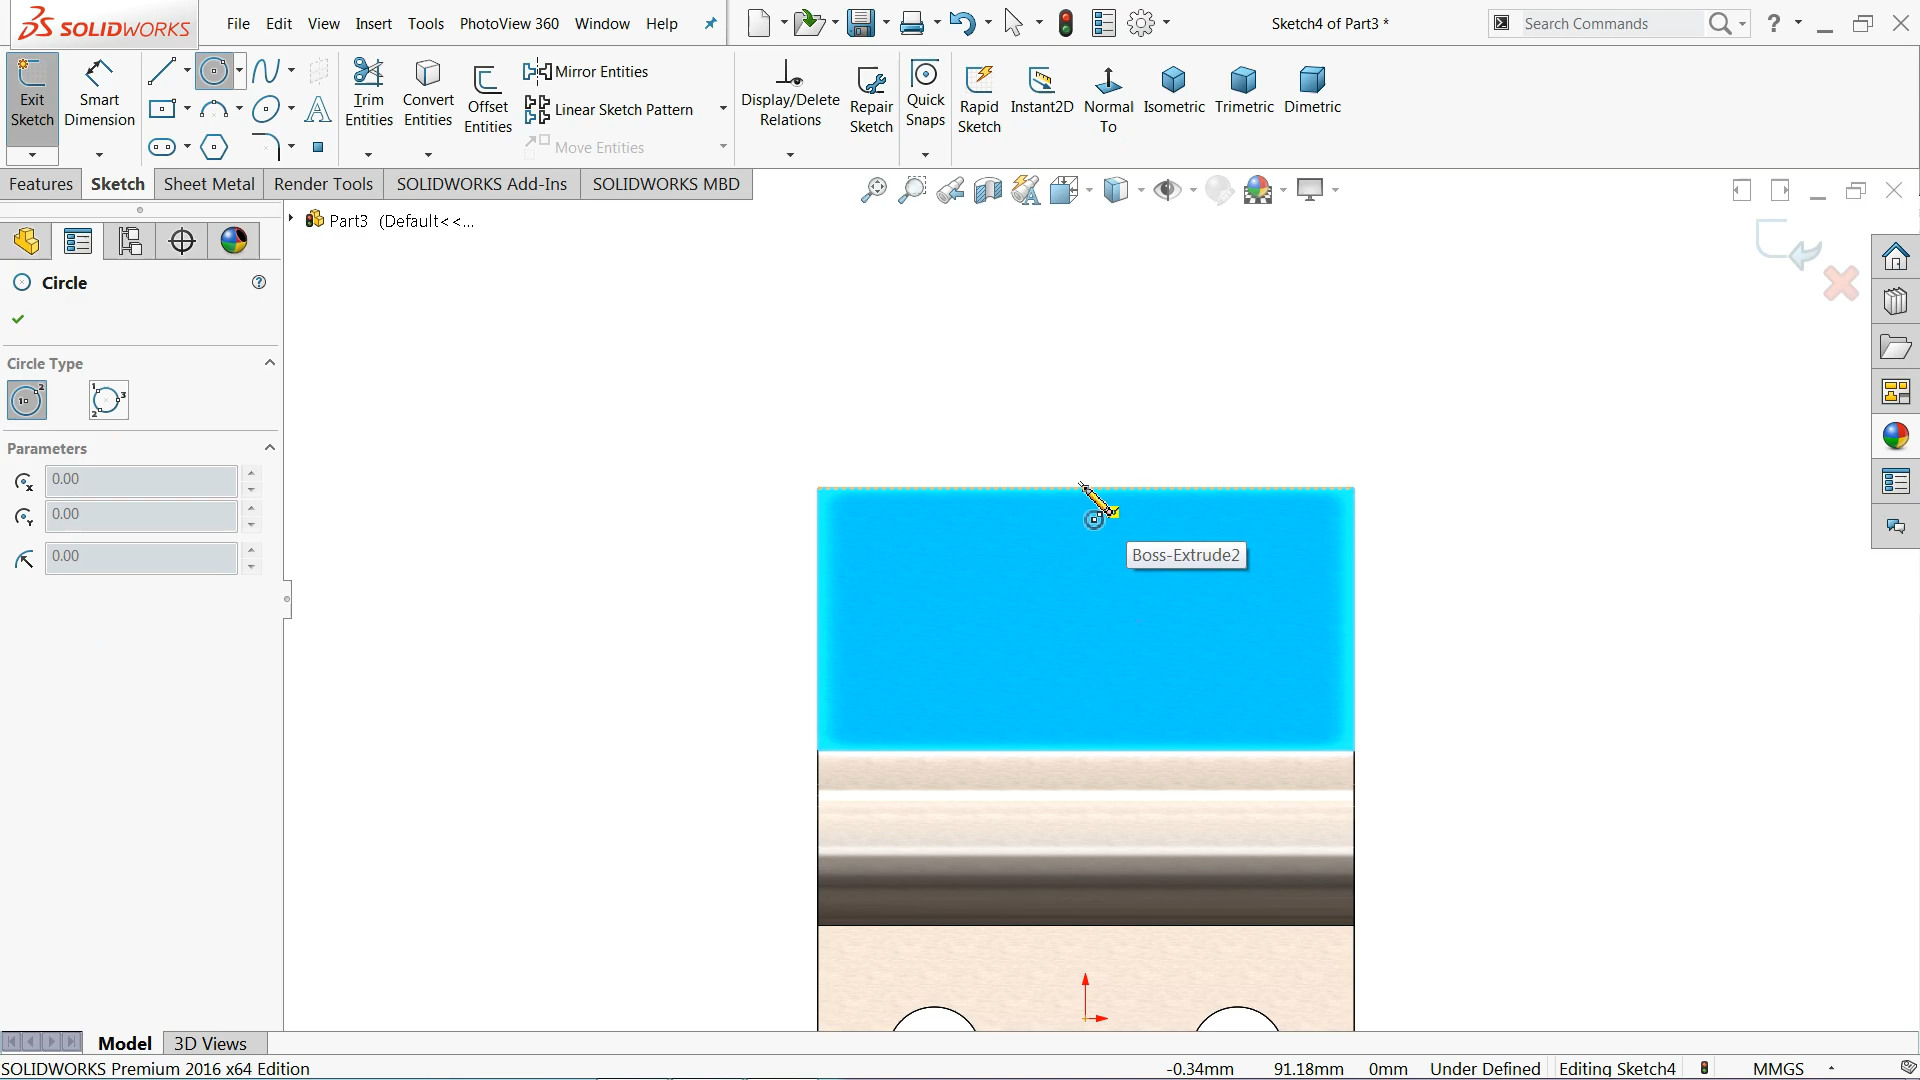 SOLIDWORKS
File Edit View Insert Tools PhotoView 360 Window Help
Sketch4 of Part3 *
Search Commands
Exit Sketch
Smart Dimension
Trim Entities
Convert Entities
Offset Entities
Mirror Entities
Linear Sketch Pattern
Move Entities
Display/Delete Relations
Repair Sketch
Quick Snaps
Rapid Sketch
Instant2D
Normal To
Isometric
Trimetric
Dimetric
Features Sketch Sheet Metal Render Tools SOLIDWORKS Add-Ins SOLIDWORKS MBD
Part3 (Default<<...
Circle
Circle Type
Parameters
0.00
0.00
0.00
Boss-Extrude2
Model 3D Views
SOLIDWORKS Premium 2016 x64 Edition
-0.34mm 91.18mm 0mm Under Defined Editing Sketch4 MMGS